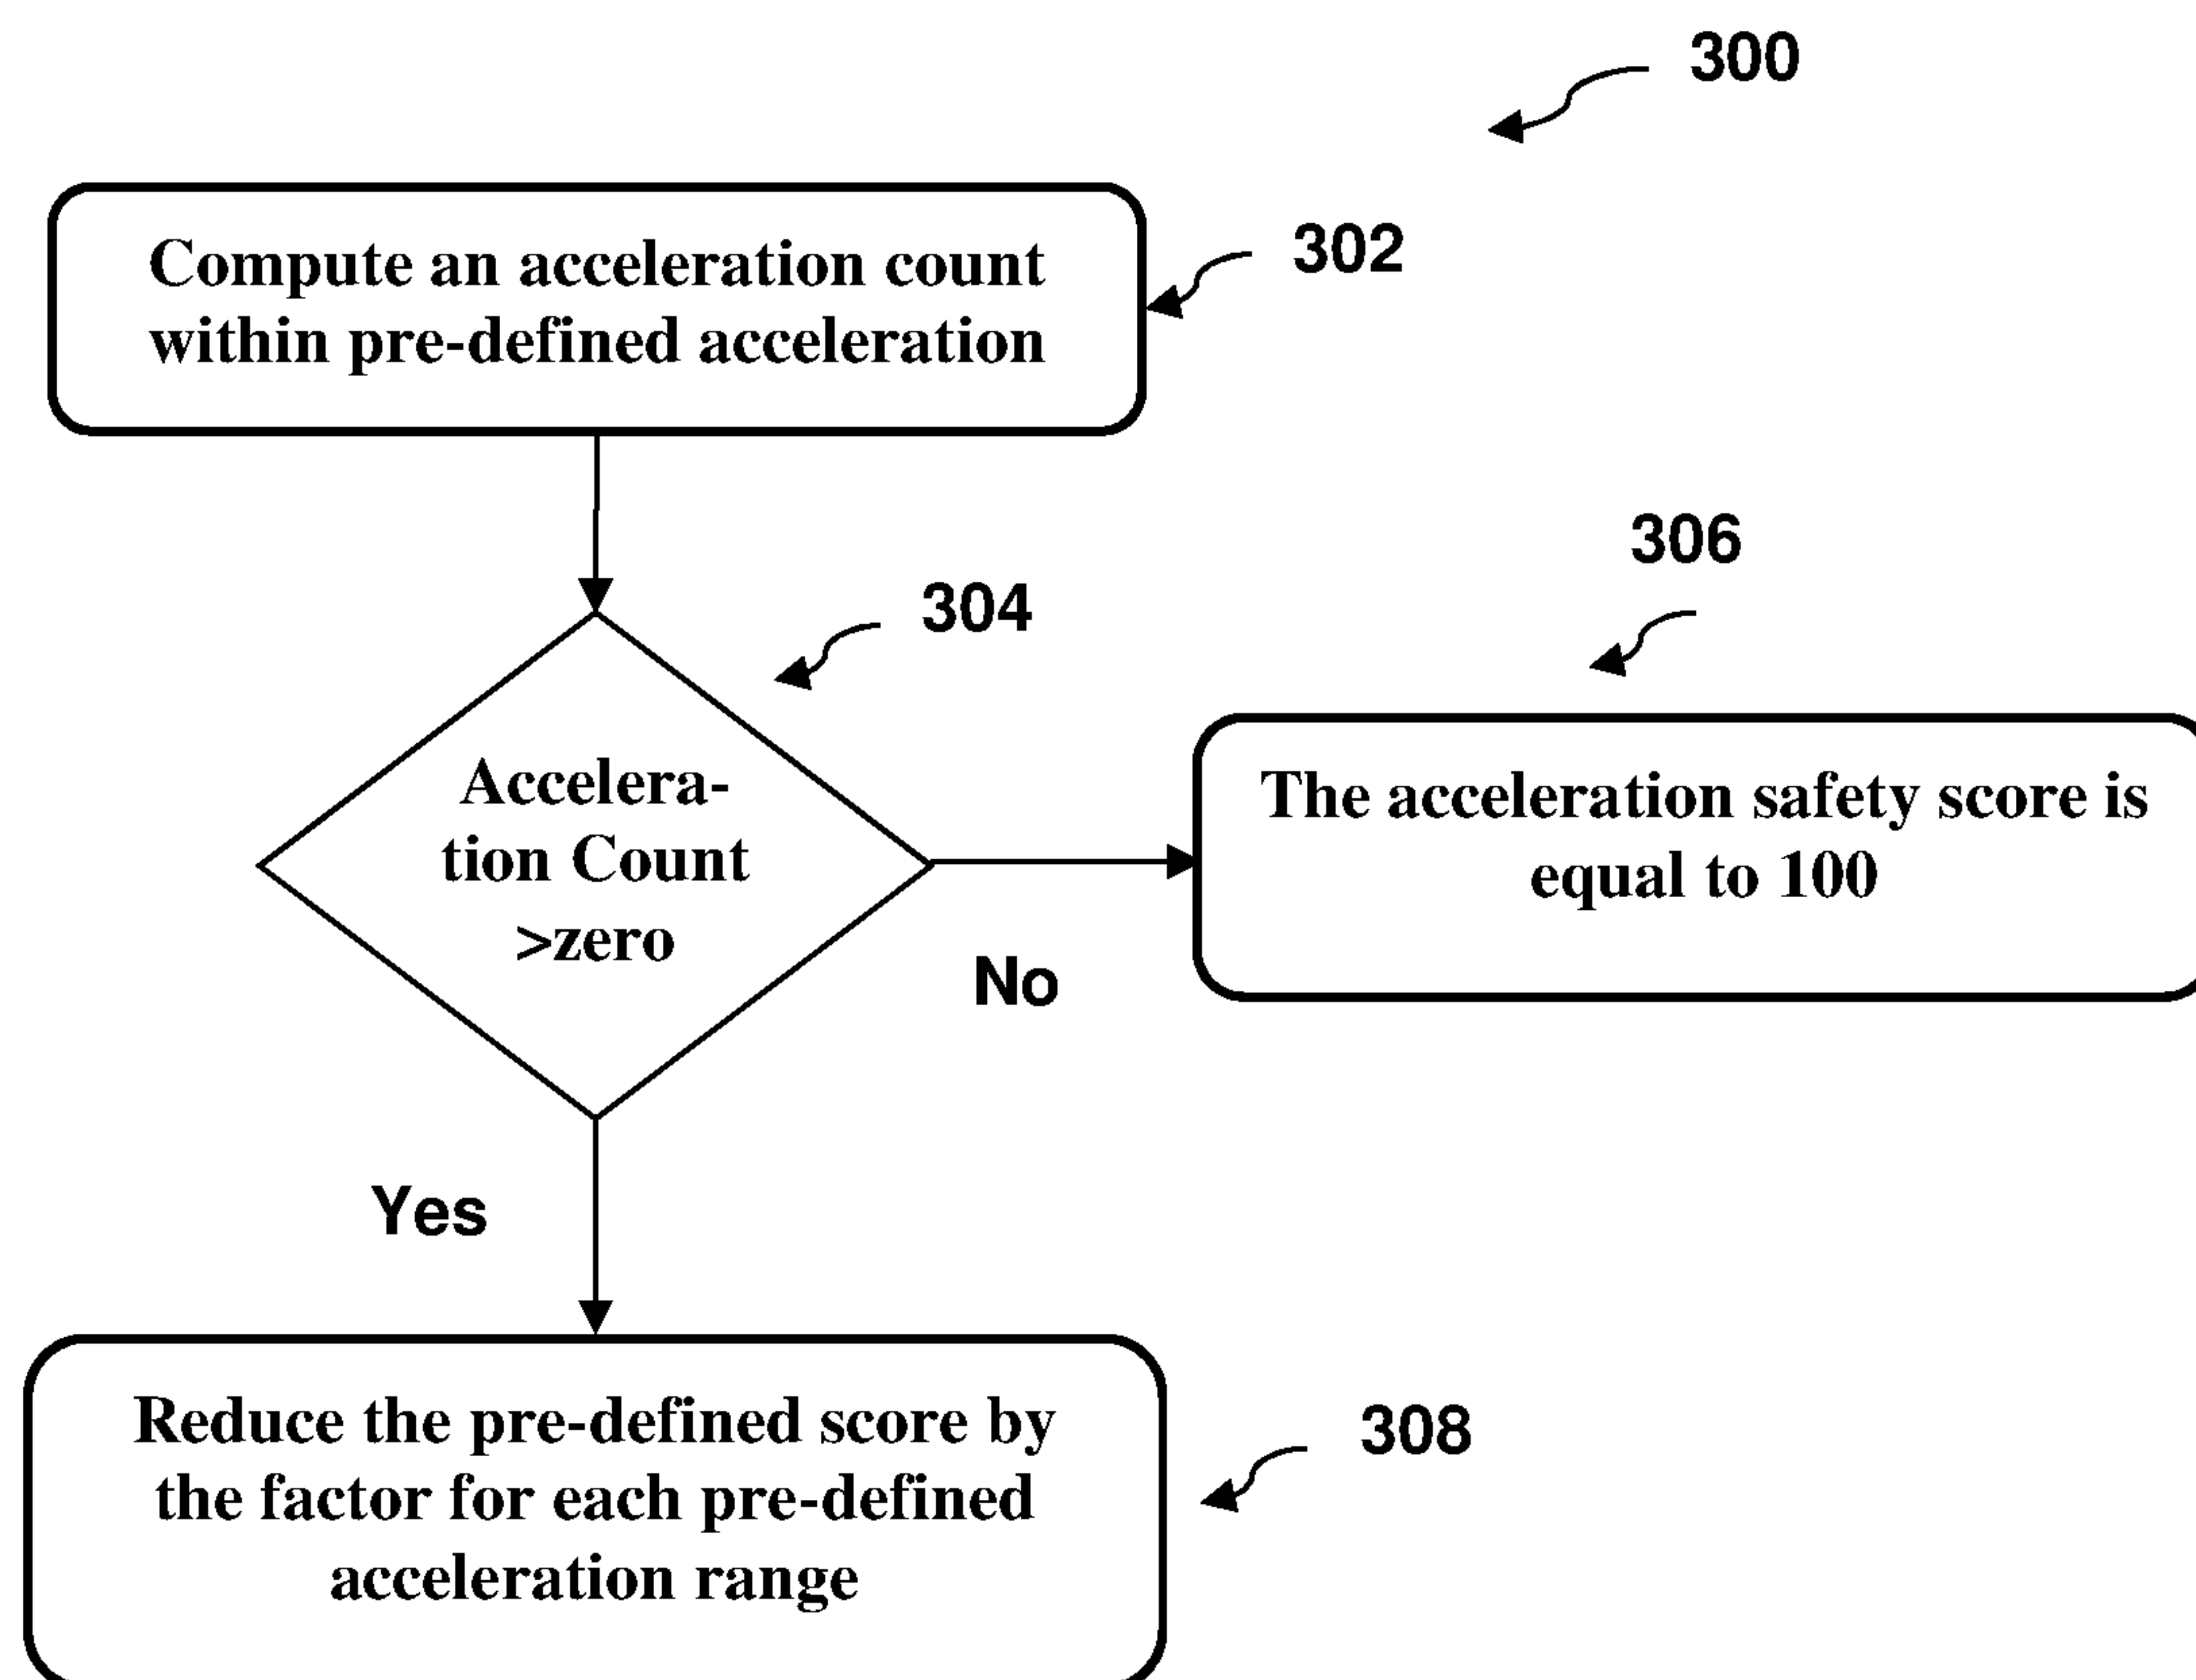 300
Compute an acceleration count
within pre-defined acceleration
302
304
306
Accelera-
tion Count
>zero
The acceleration safety score is
equal to 100
No
Yes
Reduce the pre-defined score by
the factor for each pre-defined
acceleration range
308